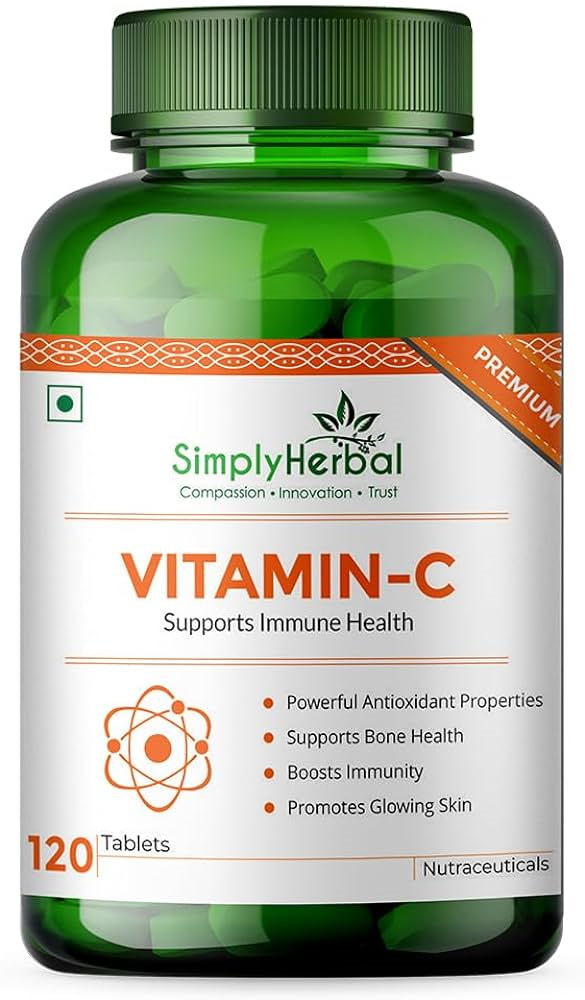 PREMIUM
SimplyHerbal
Compassion • Innovation • Trust
VITAMIN-C
Supports Immune Health
• Powerful Antioxidant Properties
• Supports Bone Health
• Boosts Immunity
• Promotes Glowing Skin
120 Tablets
Nutraceuticals